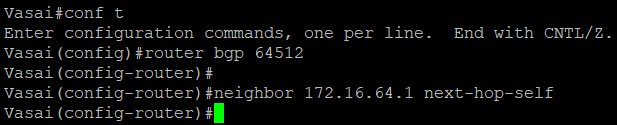 Vasai#conf t
Enter configuration commands, one per line.  End with CNTL/Z.
Vasai(config)#router bgp 64512
Vasai(config-router)#
Vasai(config-router)#neighbor 172.16.64.1 next-hop-self
Vasai(config-router)#